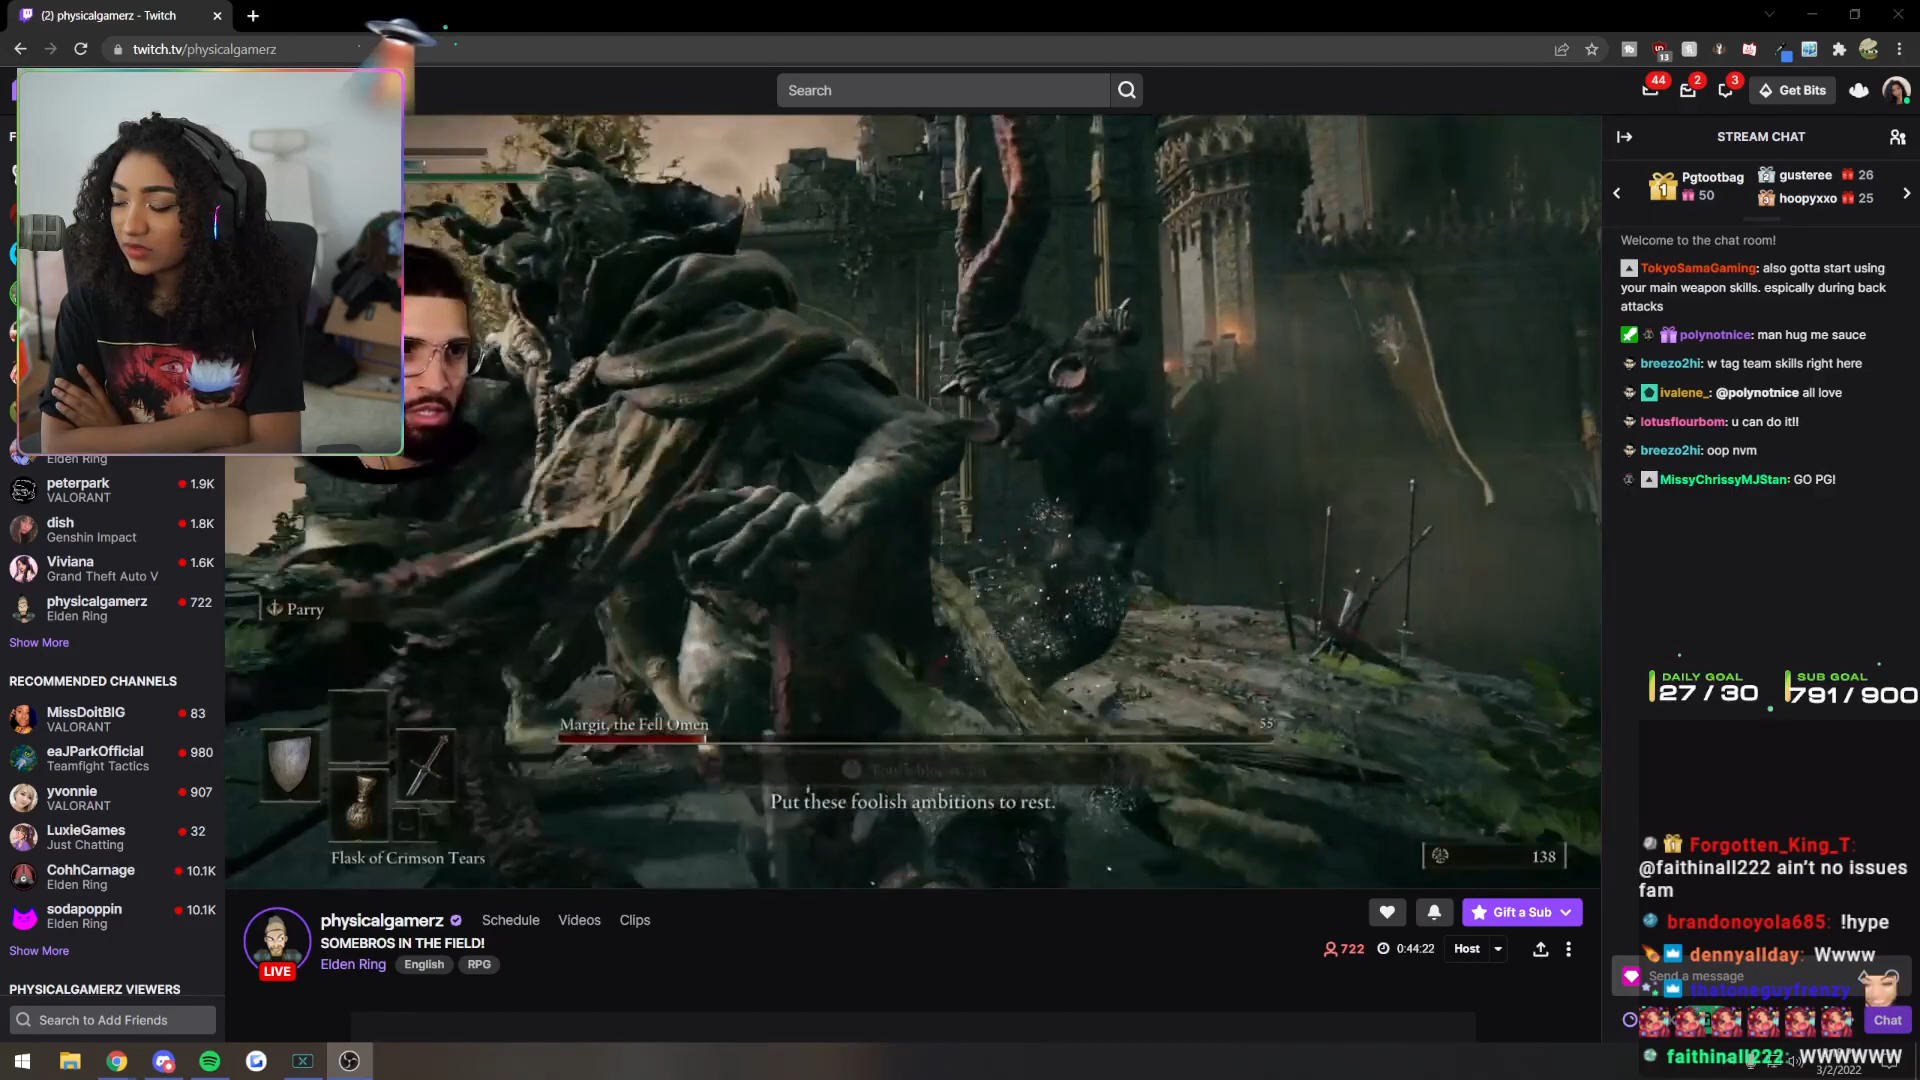 (2) physicalgamerz - Twitch
twitch.tv/physicalgamerz
13
Search
44
2
3
Get Bits
STREAM CHAT
1 Pgtootbag
50
gusteree 26
hoopyxxo 25
Welcome to the chat room!
TokyoSamaGaming: also gotta start using
your main weapon skills. espically during back
attacks
polynotnice: man hug me sauce
breezo2hi: w tag team skills right here
ivalene_: @polynotnice all love
lotusflourbom: u can do it!!
breezo2hi: oop nvm
MissyChrissyMJStan: GO PG!
Elden Ring
peterpark 1.9K
VALORANT
dish 1.8K
Genshin Impact
Viviana 1.6K
Grand Theft Auto V
physicalgamerz 722
Elden Ring
Show More
RECOMMENDED CHANNELS
MissDoitBIG 83
VALORANT
eaJParkOfficial 980
Teamfight Tactics
yvonnie 907
VALORANT
LuxieGames 32
Just Chatting
CohhCarnage 10.1K
Elden Ring
sodapoppin 10.1K
Elden Ring
Show More
PHYSICALGAMERZ VIEWERS
Search to Add Friends
Parry
Margit, the Fell Omen 55
Put these foolish ambitions to rest.
Flask of Crimson Tears
138
physicalgamerz Schedule Videos Clips
SOMEBROS IN THE FIELD!
LIVE
Elden Ring English RPG
Gift a Sub
722 0:44:22 Host
DAILY GOAL
27/30
SUB GOAL
791/900
Forgotten_King_T:
@faithinall222 ain't no issues
fam
brandonoyola685: !hype
dennyallday: Wwww
Send a message
thatoneguyfrenzy
Chat
faithinall222: WWWWWW
3/2/2022